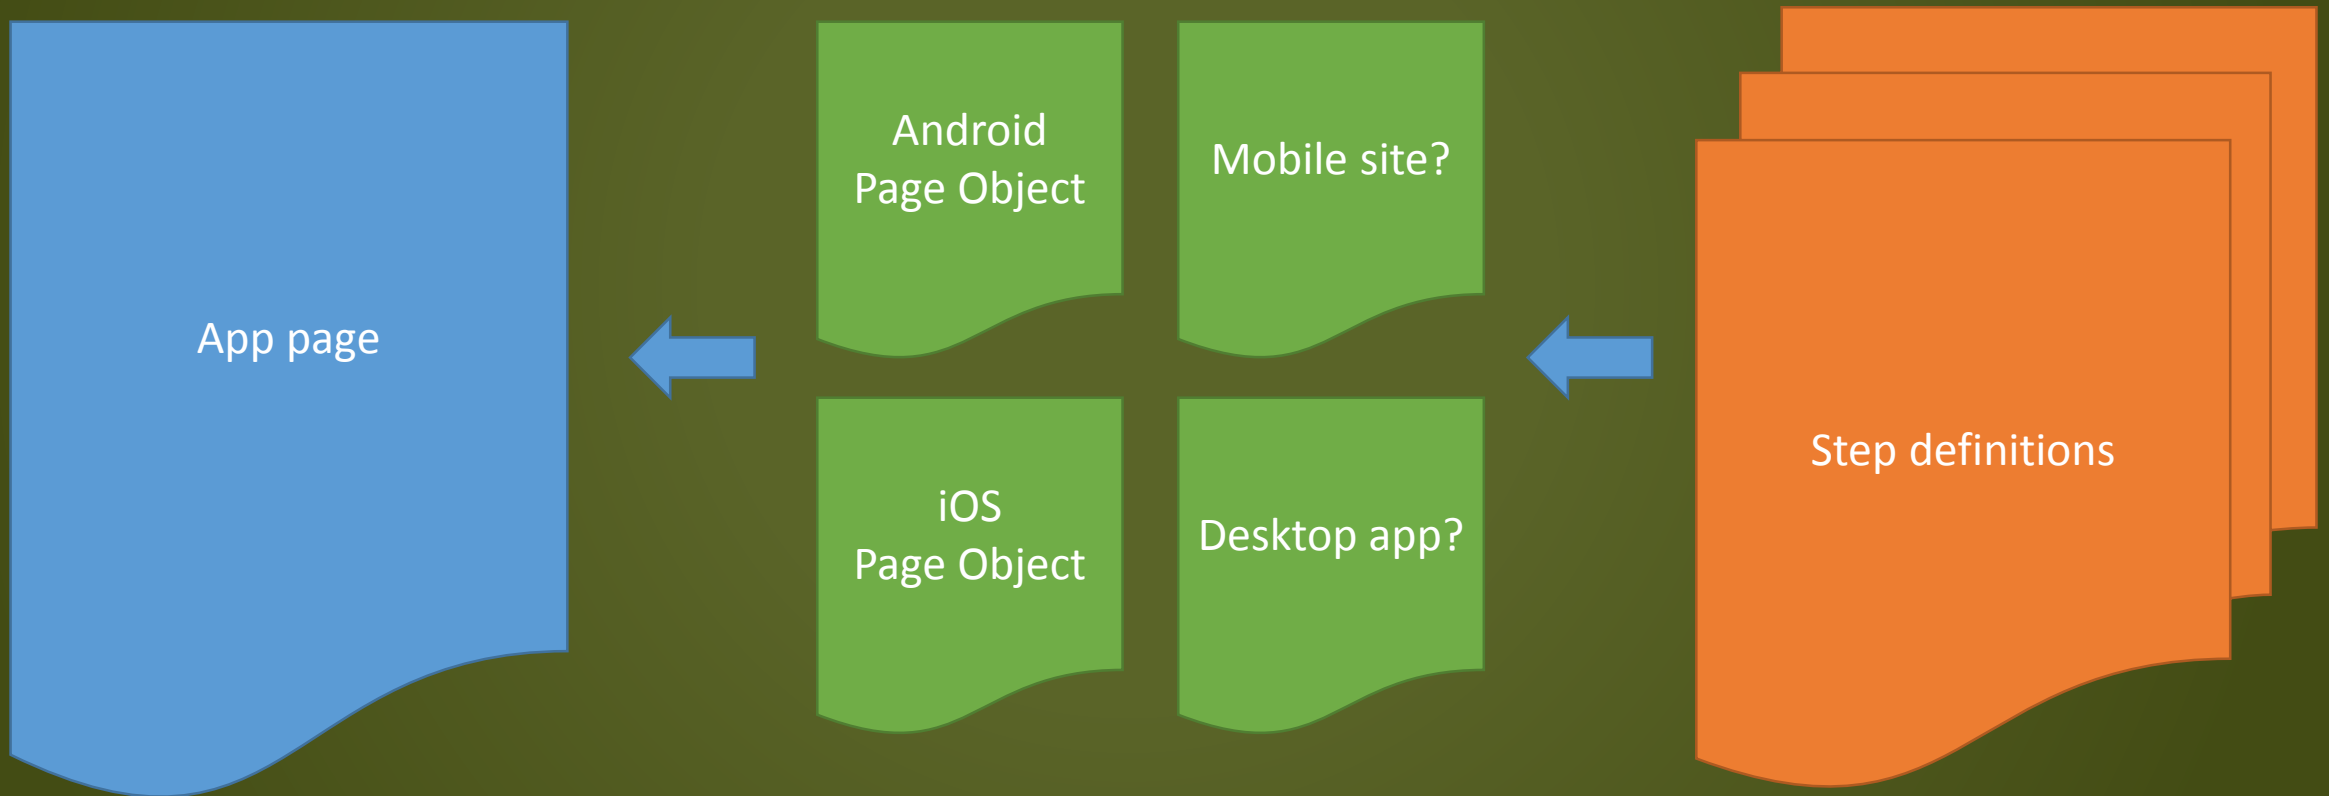 App page
Android
Page Object
Mobile site?
iOS
Page Object
Desktop app?
Step definitions